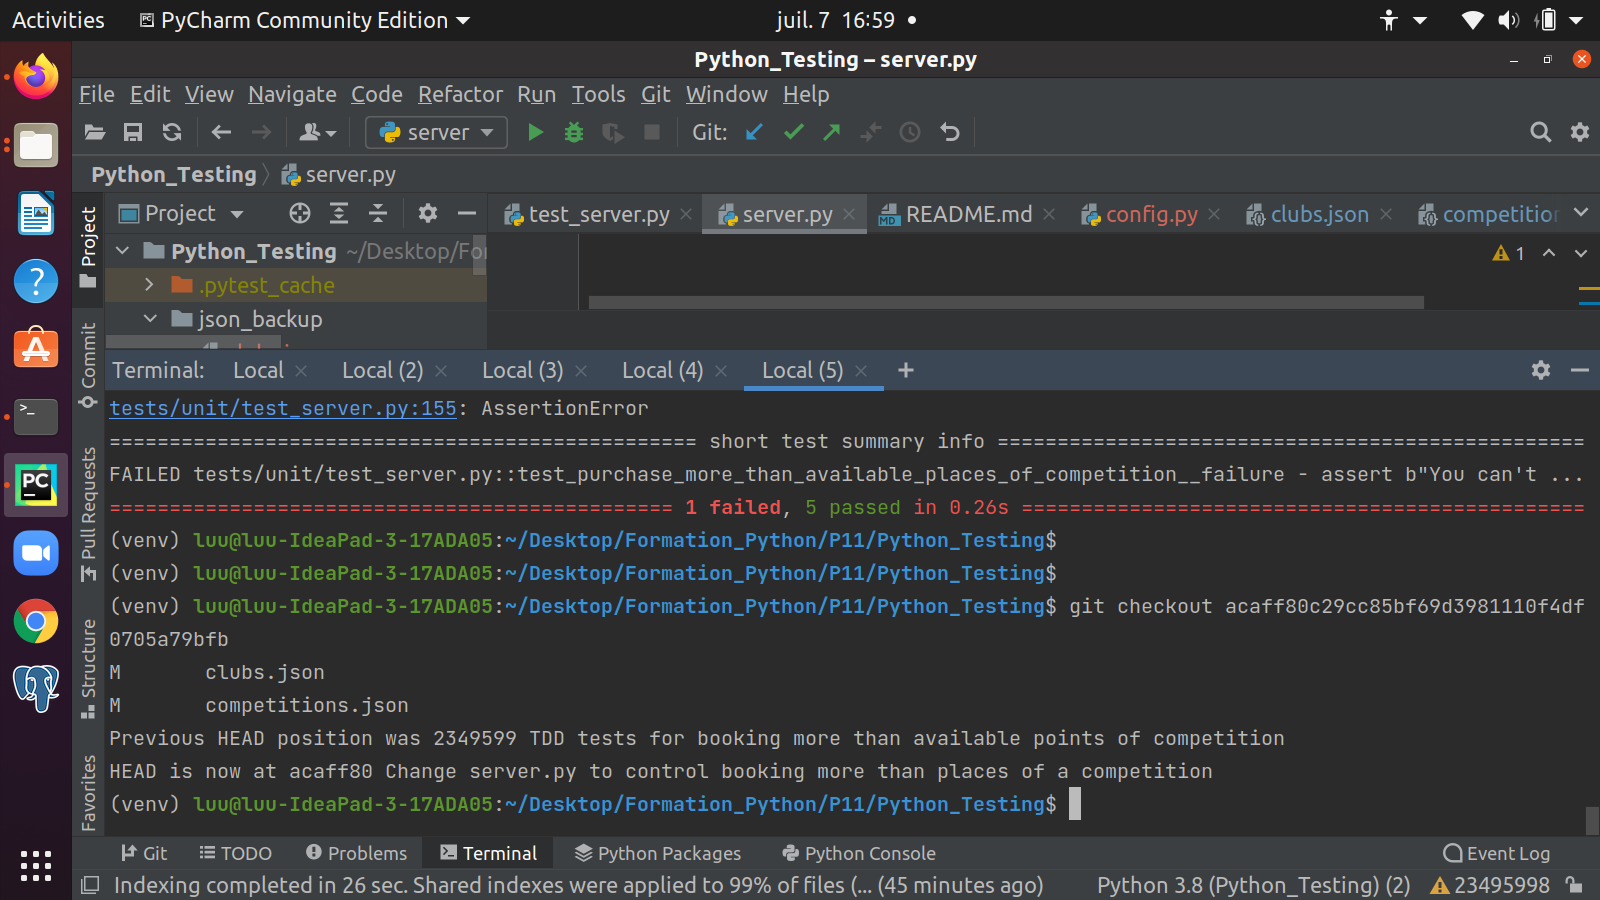 Activities PyCharm Community Edition juil. 7 16:59
Python_Testing – server.py
File Edit View Navigate Code Refactor Run Tools Git Window Help
server Git:
Python_Testing server.py
Project test_server.py server.py README.md config.py clubs.json
Python_Testing ~/Desktop/For 1
.pytest_cache
json_backup
Project
Commit
Pull Requests
Structure
Favorites
Terminal: Local Local (2) Local (3) Local (4) Local (5) +
tests/unit/test_server.py:155: AssertionError
================================================= short test summary info =================================================
FAILED tests/unit/test_server.py::test_purchase_more_than_available_places_of_competition__failure - assert b"You can't ...
=============================================== 1 failed, 5 passed in 0.26s ===============================================
(venv) luu@luu-IdeaPad-3-17ADA05:~/Desktop/Formation_Python/P11/Python_Testing$
(venv) luu@luu-IdeaPad-3-17ADA05:~/Desktop/Formation_Python/P11/Python_Testing$
(venv) luu@luu-IdeaPad-3-17ADA05:~/Desktop/Formation_Python/P11/Python_Testing$ git checkout acaff80c29cc85bf69d3981110f4df
0705a79bfb
M clubs.json
M competitions.json
Previous HEAD position was 2349599 TDD tests for booking more than available points of competition
HEAD is now at acaff80 Change server.py to control booking more than places of a competition
(venv) luu@luu-IdeaPad-3-17ADA05:~/Desktop/Formation_Python/P11/Python_Testing$
Git TODO Problems Terminal Python Packages Python Console Event Log
Indexing completed in 26 sec. Shared indexes were applied to 99% of files (... (45 minutes ago) Python 3.8 (Python_Testing) (2) 23495998